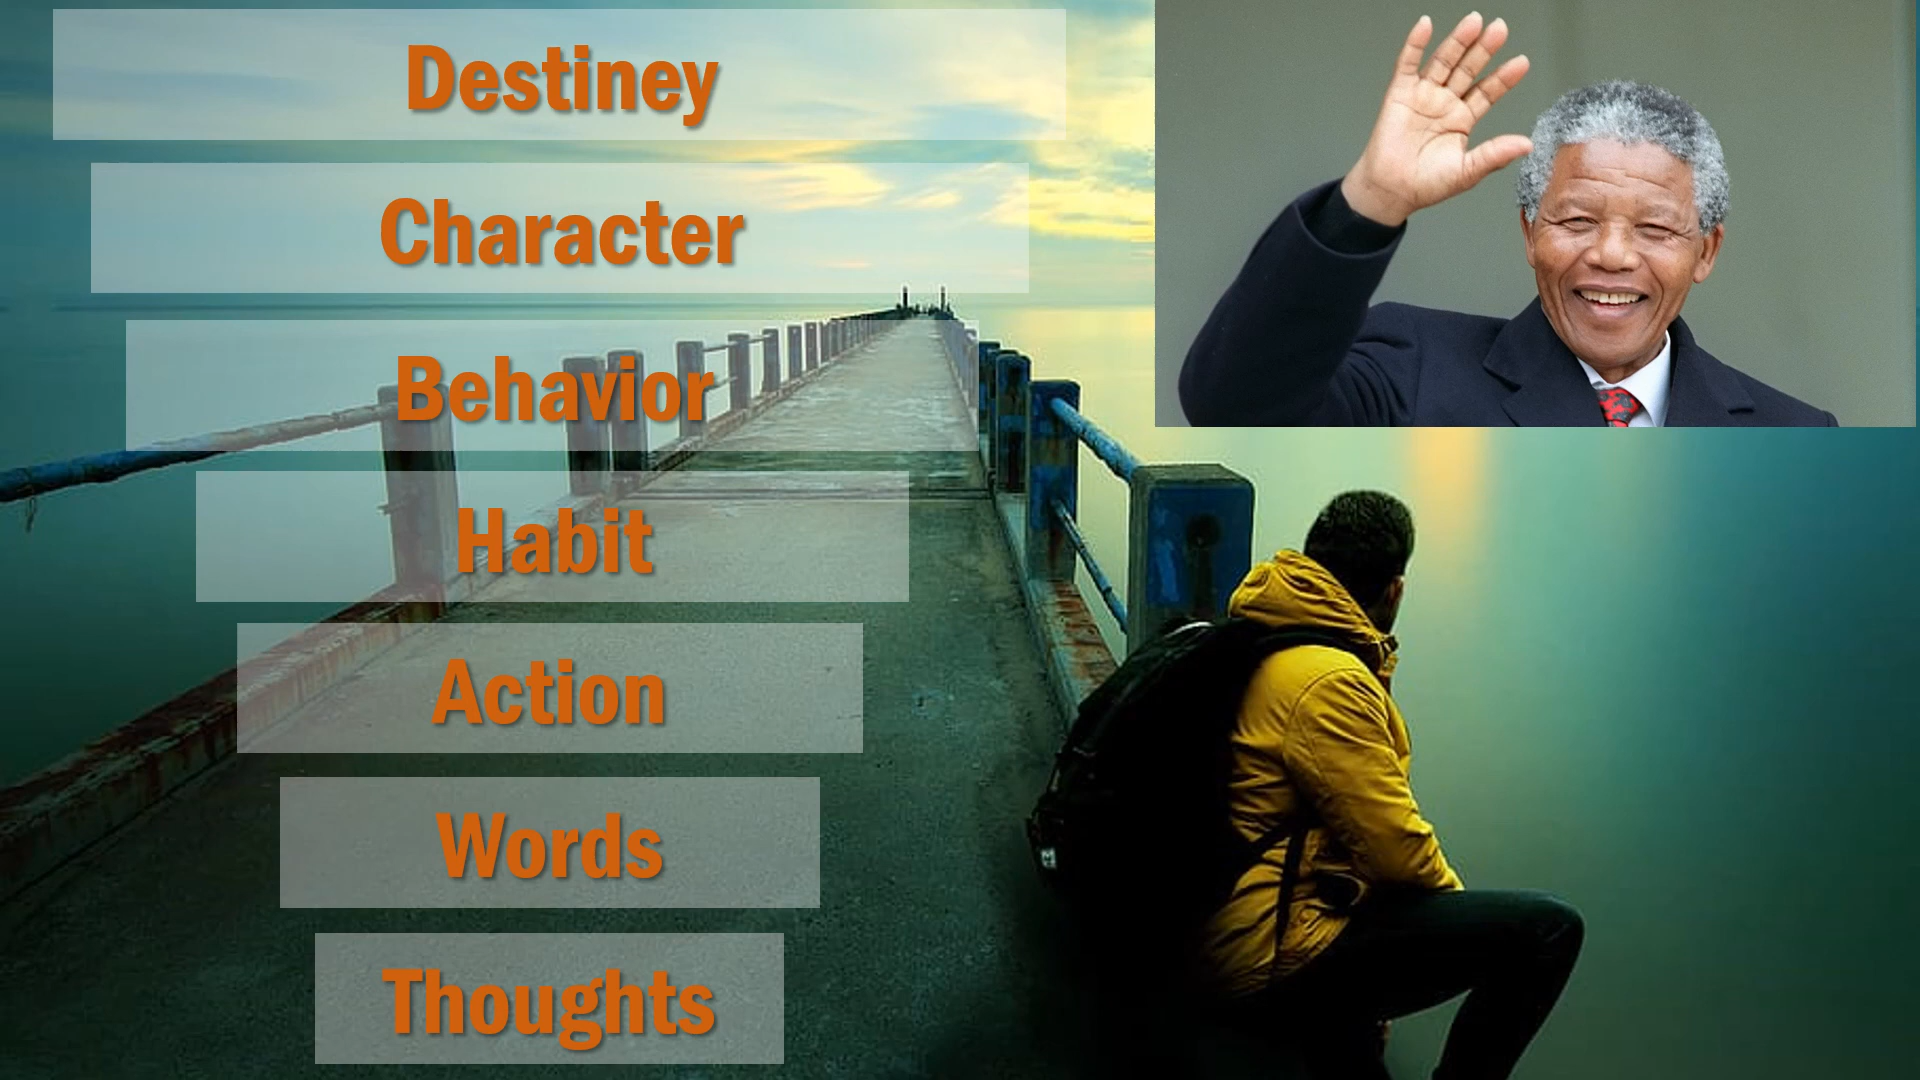 Destiney
Character
Behavior
Habit
Action
Words
Thoughts